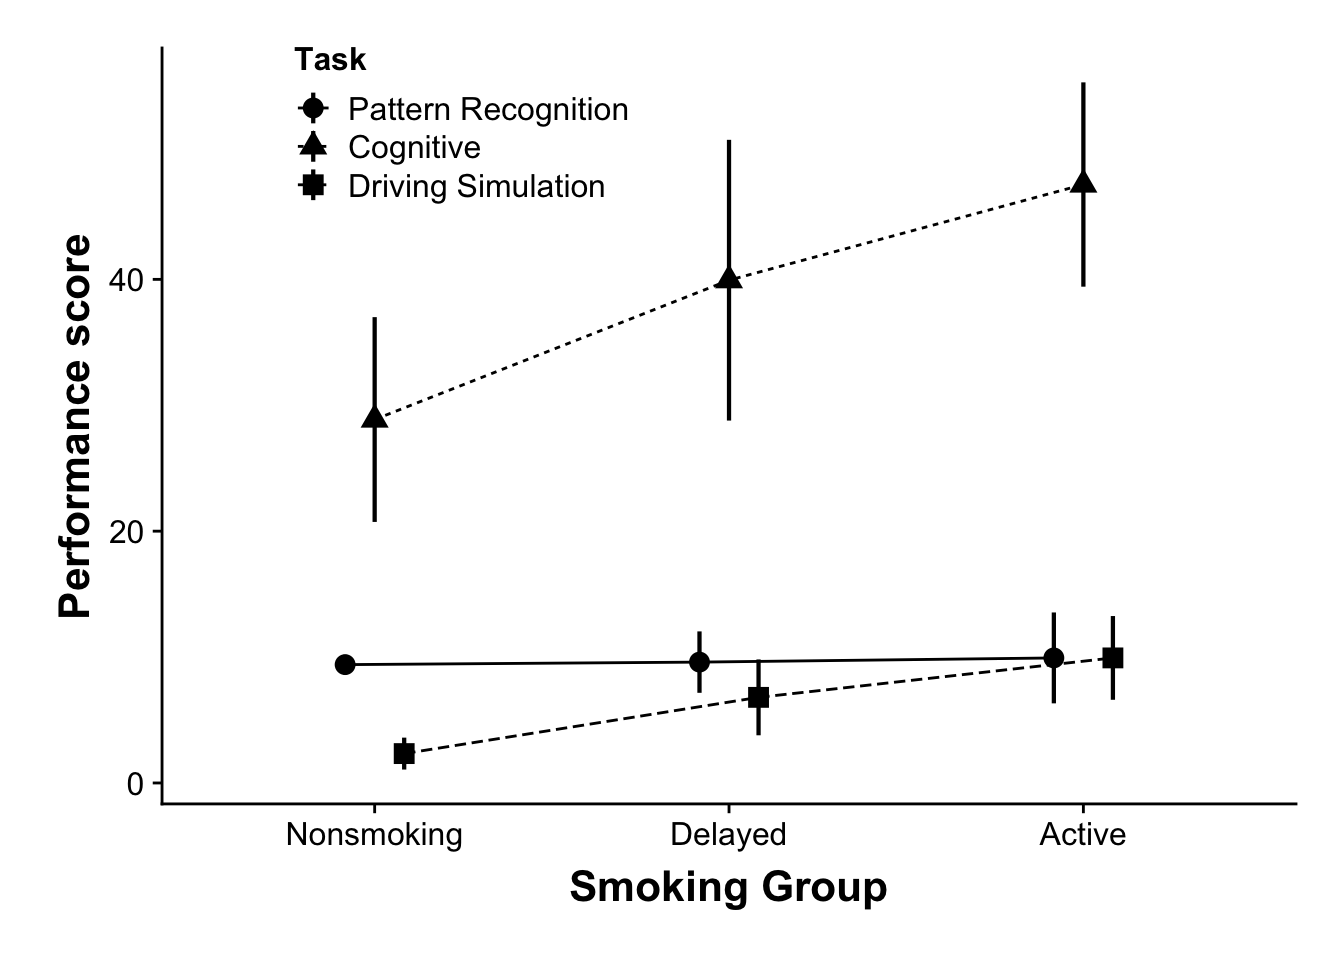 Task
Pattern Recognition
Cognitive
Driving Simulation
Performance score
40
20
0
Nonsmoking
Delayed
Active
Smoking Group